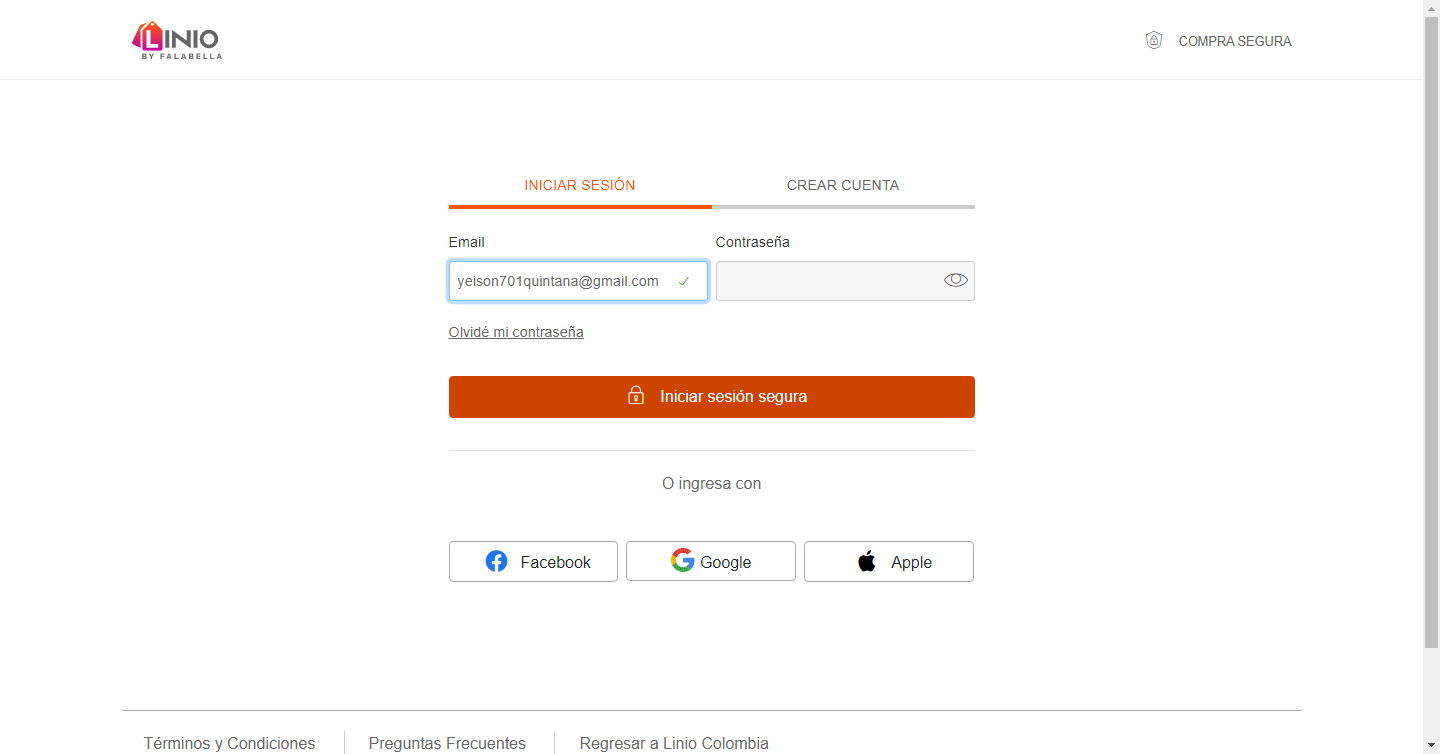 LINIO
BY FALABELLA
COMPRA SEGURA
INICIAR SESIÓN
CREAR CUENTA
Email
Contraseña
yeison701quintana@gmail.com
Olvidé mi contraseña
Iniciar sesión segura
O ingresa con
Facebook
Google
Apple
Términos y Condiciones
Preguntas Frecuentes
Regresar a Linio Colombia